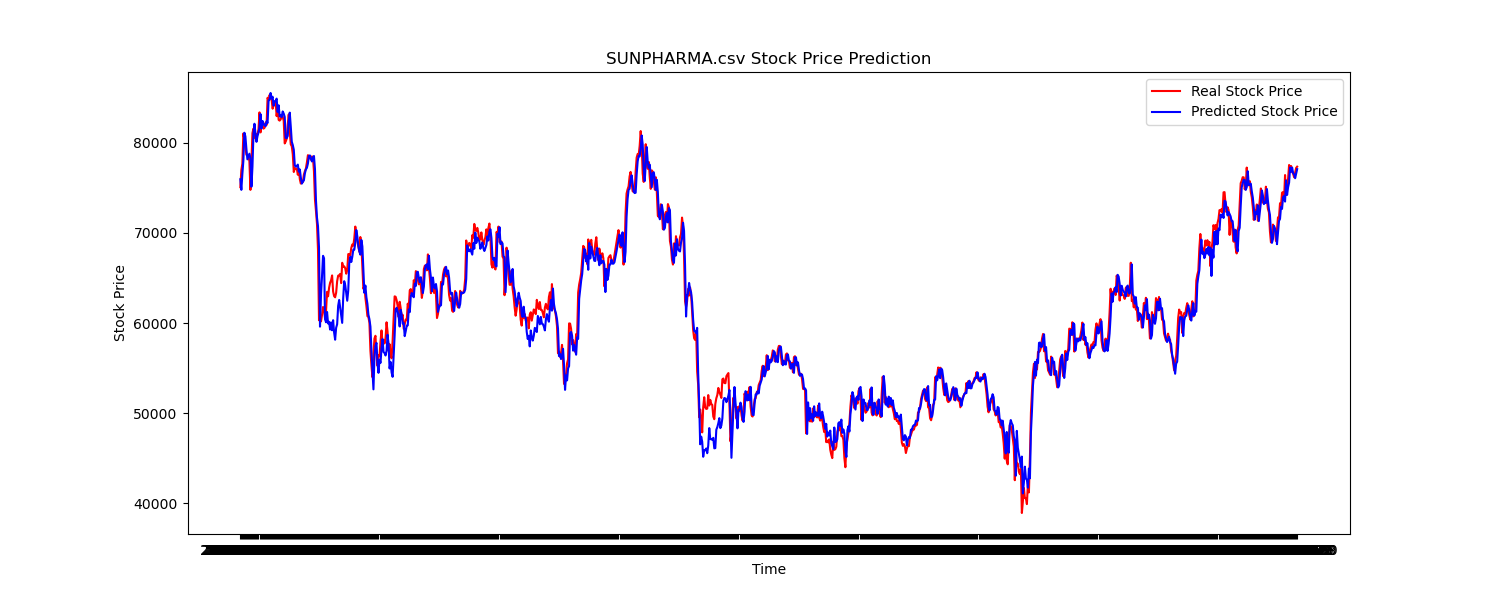 SUNPHARMA.csv Stock Price Prediction
Real Stock Price
Predicted Stock Price
80000
70000
60000
50000
40000
Stock Price
Time